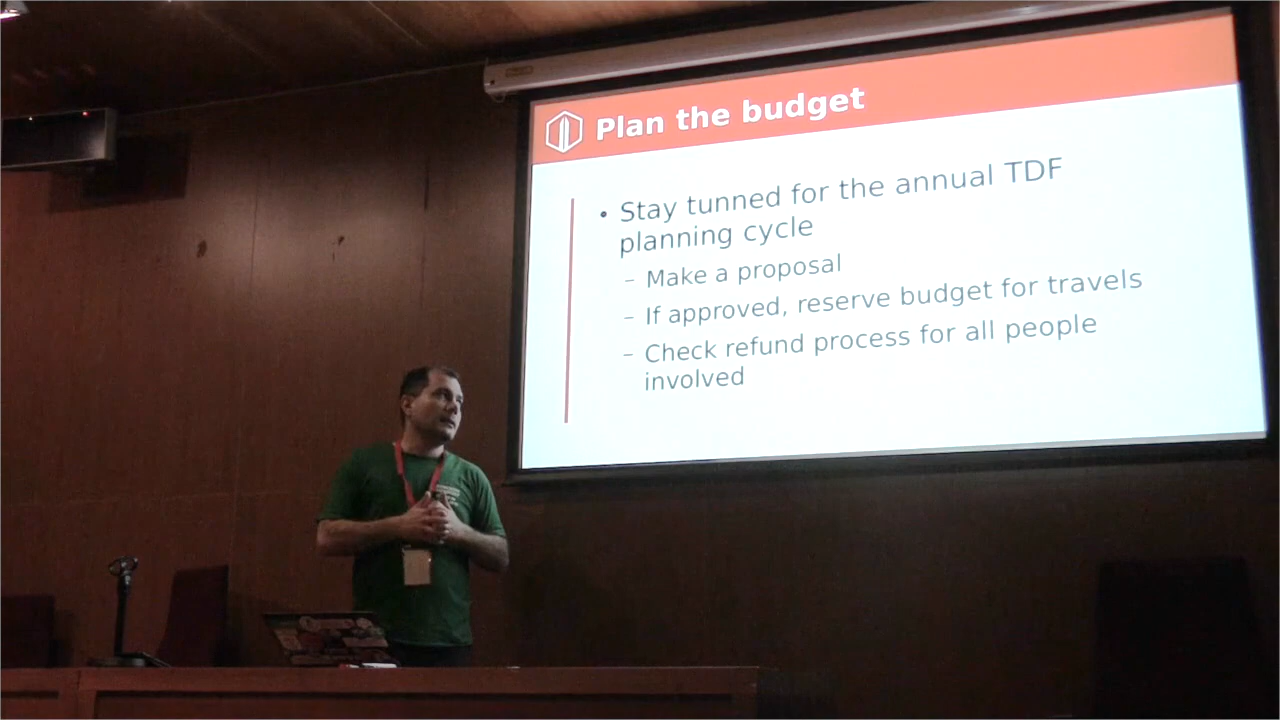 Plan the budget
• Stay tunned for the annual TDF
planning cycle
– Make a proposal
– If approved, reserve budget for travels
– Check refund process for all people
involved